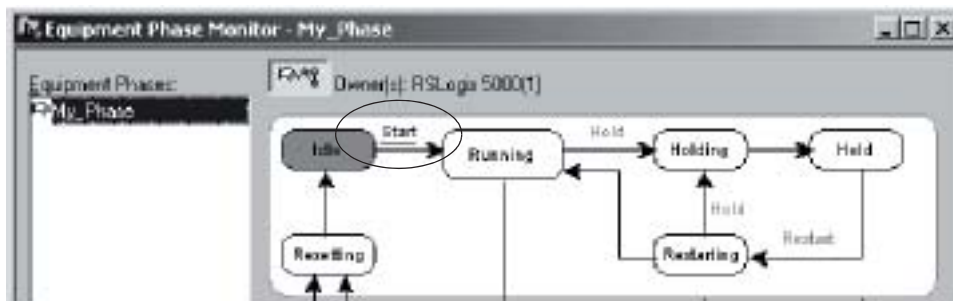 Equipment Phase Monitor - My_Phase
Equipment Phases:
My_Phase
Owner(s): RSLogix 5000(1)
Idle
Start
Running
Hold
Holding
Held
Hold
Restart
Resetting
Restarting